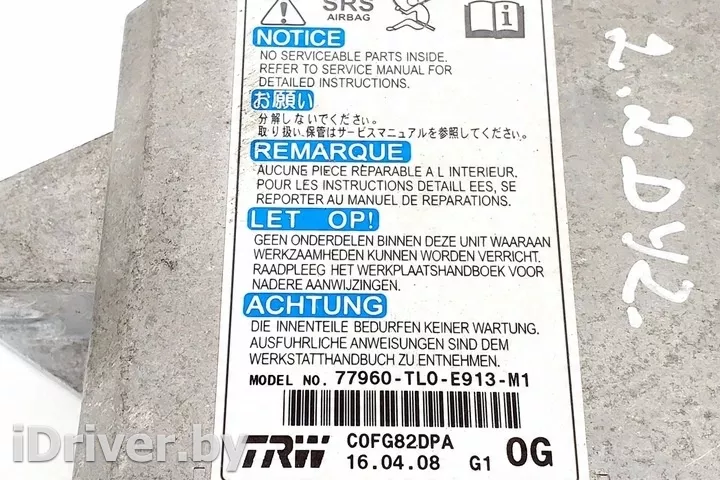 SRS
AIRBAG
NOTICE
NO SERVICEABLE PARTS INSIDE.
REFER TO SERVICE MANUAL FOR
DETAILED INSTRUCTIONS.
お願い
分解しないでください。
取り扱い、保管はサービスマニュアルを参照してください。
REMARQUE
AUCUNE PIECE RÉPARABLE A L INTERIEUR.
POUR LES INSTRUCTIONS DETAILL EES, SE
REPORTER AU MANUEL DE REPARATIONS.
LET OP!
GEEN ONDERDELEN BINNEN DEZE UNIT WAARAAN
WERKZAAMHEDEN KUNNEN WORDEN VERRICHT.
RAADPLEEG HET WERKPLAATSHANDBOEK VOOR
NADERE AANWIJZINGEN.
ACHTUNG
DIE INNENTEILE BEDURFEN KEINER WARTUNG.
AUSFUHRLICHE ANWEISUNGEN SIND DEM
WERKSTATTHANDBUCH ZU ENTNEHMEN.
MODEL NO. 77960-TL0-E913-M1
TRW C0FG82DPA
16.04.08 G1 0G
2.2DY2.
iDriver.by